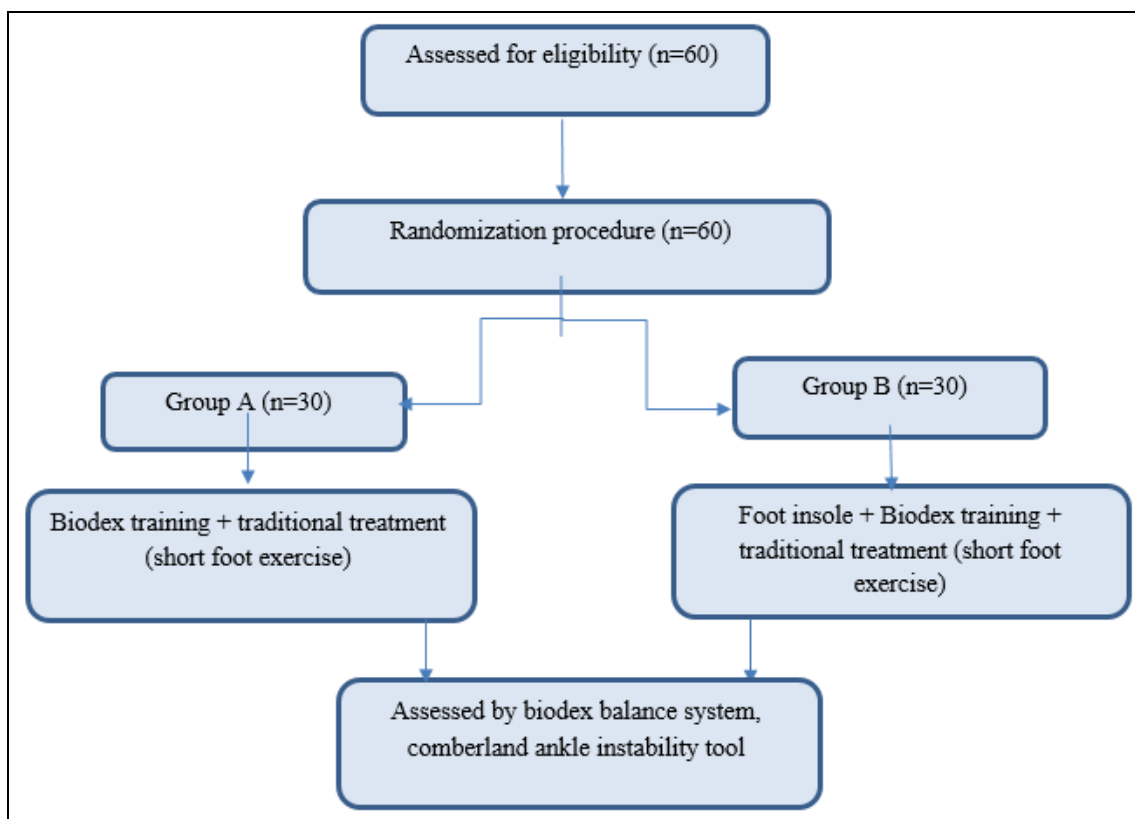 Assessed for eligibility (n=60)
Randomization procedure (n=60)
Group A (n=30)
Group B (n=30)
Biodex training + traditional treatment
(short foot exercise)
Foot insole + Biodex training +
traditional treatment (short foot
exercise)
Assessed by biodex balance system,
comberland ankle instability tool